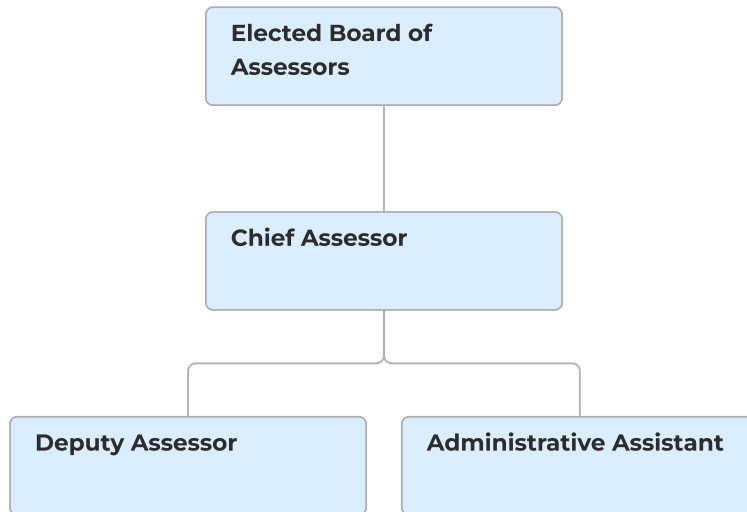 Elected Board of
Assessors
Chief Assessor
Deputy Assessor
Administrative Assistant